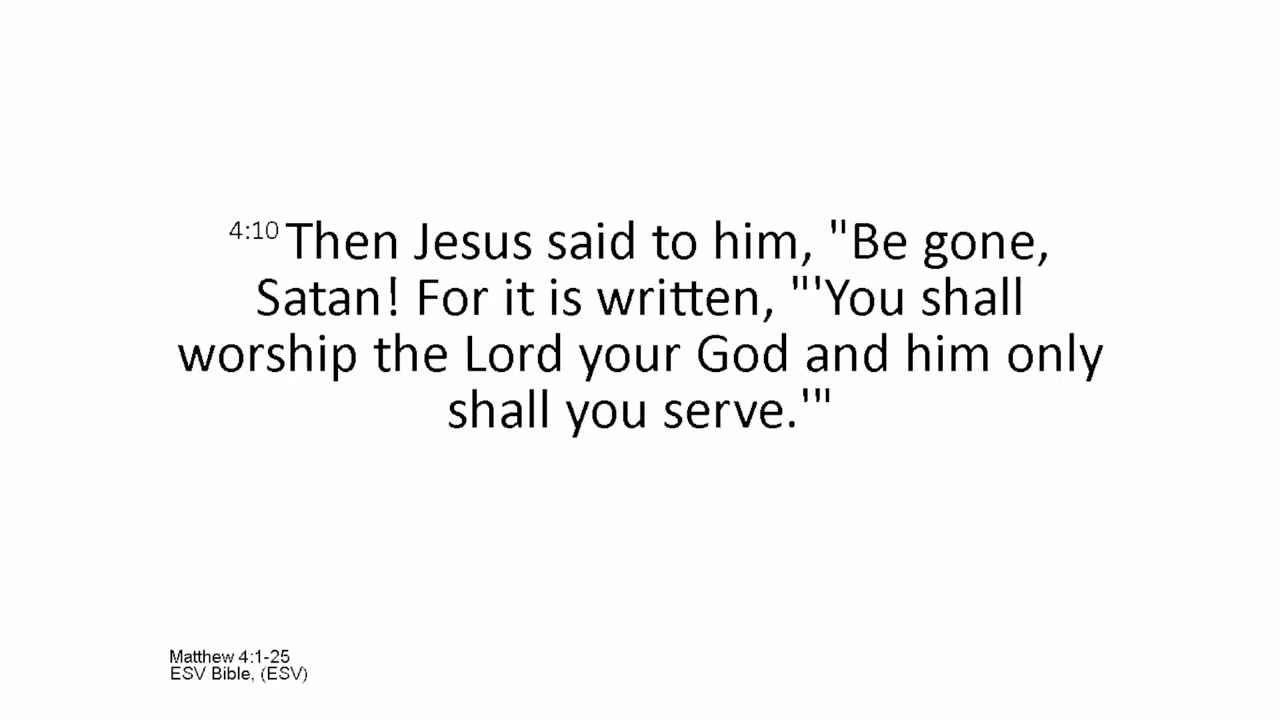 4:10 Then Jesus said to him, "Be gone,
Satan! For it is written, "'You shall
worship the Lord your God and him only
shall you serve.'"
Matthew 4:1-25
ESV Bible, (ESV)